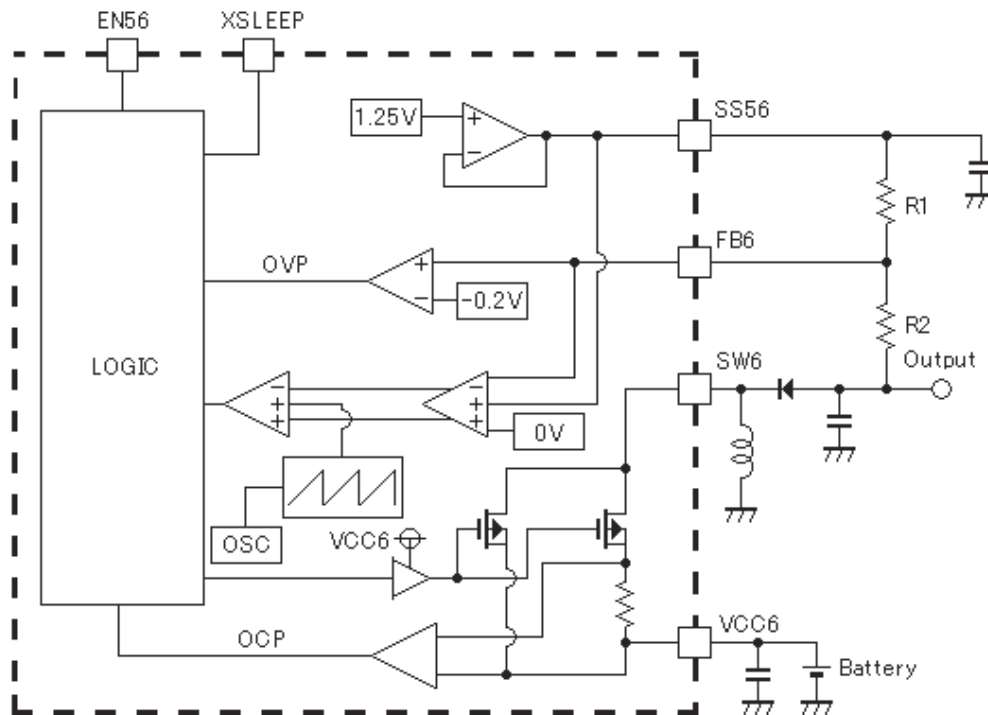 EN56
XSLEEP
1.25V
+
−
SS56
R1
FB6
OVP
+
−
-0.2V
R2
LOGIC
SW6
Output
−
+
+
−
+
+
0V
OSC
VCC6
OCP
VCC6
Battery